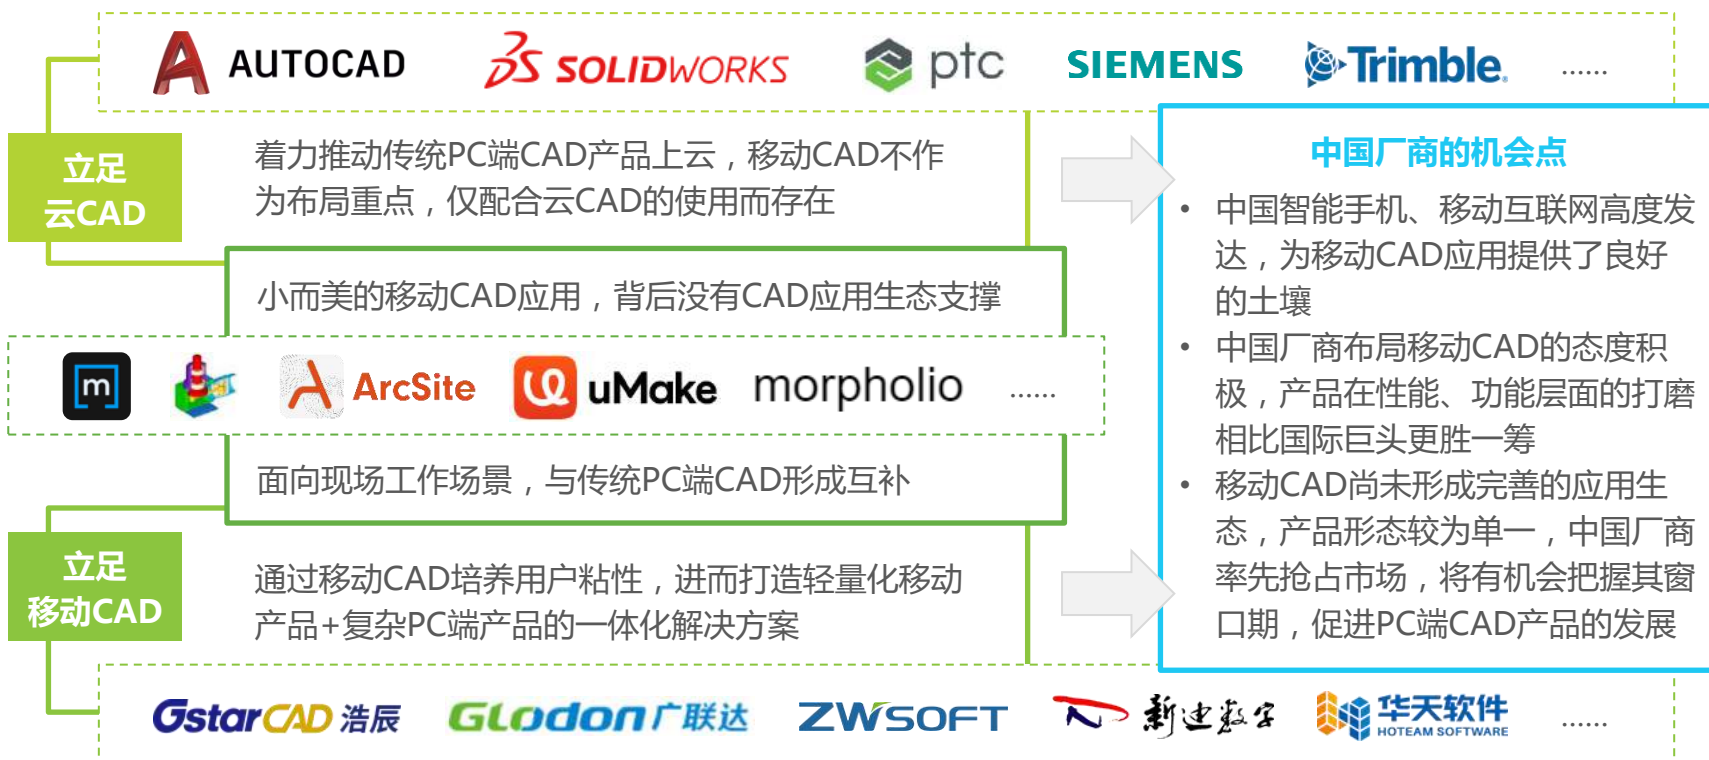 AUTOCAD
SOLIDWORKS
ptc
SIEMENS
Trimble
......
立足
云CAD
着力推动传统PC端CAD产品上云，移动CAD不作
为布局重点，仅配合云CAD的使用而存在
小而美的移动CAD应用，背后没有CAD应用生态支撑
m
ArcSite
uMake
morpholio
......
面向现场工作场景，与传统PC端CAD形成互补
立足
移动CAD
通过移动CAD培养用户粘性，进而打造轻量化移动
产品+复杂PC端产品的一体化解决方案
GstarCAD 浩辰
GLodon广联达
ZWSOFT
新迪数字
华天软件
HOTEAM SOFTWARE
......
中国厂商的机会点
• 中国智能手机、移动互联网高度发
达，为移动CAD应用提供了良好
的土壤
• 中国厂商布局移动CAD的态度积
极，产品在性能、功能层面的打磨
相比国际巨头更胜一筹
• 移动CAD尚未形成完善的应用生
态，产品形态较为单一，中国厂商
率先抢占市场，将有机会把握其窗
口期，促进PC端CAD产品的发展